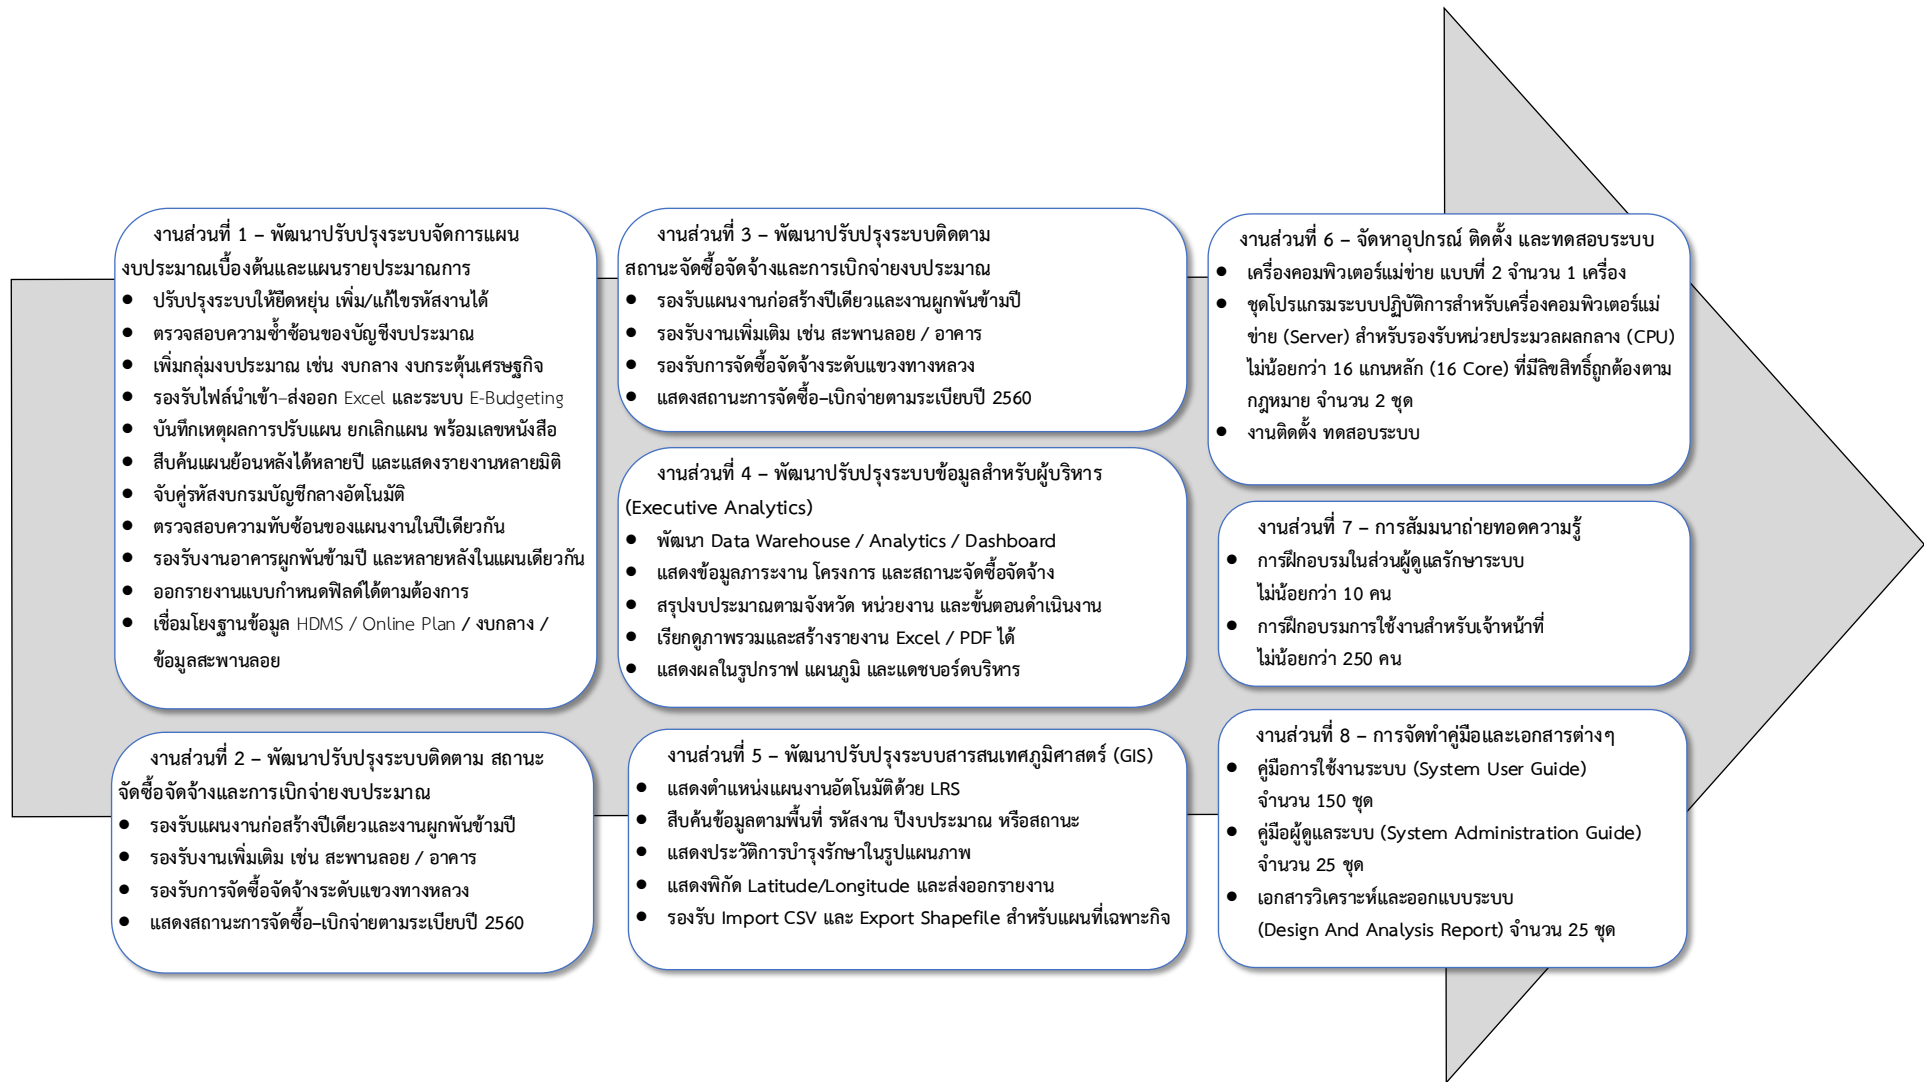 งานส่วนที่ 1 – พัฒนาปรับปรุงระบบจัดการแผน
งบประมาณเบื้องต้นและแผนรายประมาณการ
● ปรับปรุงระบบให้ยืดหยุ่น เพิ่ม/แก้ไขรหัสงานได้
● ตรวจสอบความซ้ำซ้อนของบัญชีงบประมาณ
● เพิ่มกลุ่มงบประมาณ เช่น งบกลาง งบกระตุ้นเศรษฐกิจ
● รองรับไฟล์นำเข้า–ส่งออก Excel และระบบ E-Budgeting
● บันทึกเหตุผลการปรับแผน ยกเลิกแผน พร้อมเลขหนังสือ
● สืบค้นแผนย้อนหลังได้หลายปี และแสดงรายงานหลายมิติ
● จับคู่รหัสงบกรมบัญชีกลางอัตโนมัติ
● ตรวจสอบความทับซ้อนของแผนงานในปีเดียวกัน
● รองรับงานอาคารผูกพันข้ามปี และหลายหลังในแผนเดียวกัน
● ออกรายงานแบบกำหนดฟิลด์ได้ตามต้องการ
● เชื่อมโยงฐานข้อมูล HDMS / Online Plan / งบกลาง /
ข้อมูลสะพานลอย
งานส่วนที่ 2 – พัฒนาปรับปรุงระบบติดตาม สถานะ
จัดซื้อจัดจ้างและการเบิกจ่ายงบประมาณ
● รองรับแผนงานก่อสร้างปีเดียวและงานผูกพันข้ามปี
● รองรับงานเพิ่มเติม เช่น สะพานลอย / อาคาร
● รองรับการจัดซื้อจัดจ้างระดับแขวงทางหลวง
● แสดงสถานะการจัดซื้อ–เบิกจ่ายตามระเบียบปี 2560
งานส่วนที่ 3 – พัฒนาปรับปรุงระบบติดตาม
สถานะจัดซื้อจัดจ้างและการเบิกจ่ายงบประมาณ
● รองรับแผนงานก่อสร้างปีเดียวและงานผูกพันข้ามปี
● รองรับงานเพิ่มเติม เช่น สะพานลอย / อาคาร
● รองรับการจัดซื้อจัดจ้างระดับแขวงทางหลวง
● แสดงสถานะการจัดซื้อ–เบิกจ่ายตามระเบียบปี 2560
งานส่วนที่ 4 – พัฒนาปรับปรุงระบบข้อมูลสำหรับผู้บริหาร
(Executive Analytics)
● พัฒนา Data Warehouse / Analytics / Dashboard
● แสดงข้อมูลภาระงาน โครงการ และสถานะจัดซื้อจัดจ้าง
● สรุปงบประมาณตามจังหวัด หน่วยงาน และขั้นตอนดำเนินงาน
● เรียกดูภาพรวมและสร้างรายงาน Excel / PDF ได้
● แสดงผลในรูปกราฟ แผนภูมิ และแดชบอร์ดบริหาร
งานส่วนที่ 5 – พัฒนาปรับปรุงระบบสารสนเทศภูมิศาสตร์ (GIS)
● แสดงตำแหน่งแผนงานอัตโนมัติด้วย LRS
● สืบค้นข้อมูลตามพื้นที่ รหัสงาน ปีงบประมาณ หรือสถานะ
● แสดงประวัติการบำรุงรักษาในรูปแผนภาพ
● แสดงพิกัด Latitude/Longitude และส่งออกรายงาน
● รองรับ Import CSV และ Export Shapefile สำหรับแผนที่เฉพาะกิจ
งานส่วนที่ 6 – จัดหาอุปกรณ์ ติดตั้ง และทดสอบระบบ
● เครื่องคอมพิวเตอร์แม่ข่าย แบบที่ 2 จำนวน 1 เครื่อง
● ชุดโปรแกรมระบบปฏิบัติการสำหรับเครื่องคอมพิวเตอร์แม่
ข่าย (Server) สำหรับรองรับหน่วยประมวลผลกลาง (CPU)
ไม่น้อยกว่า 16 แกนหลัก (16 Core) ที่มีลิขสิทธิ์ถูกต้องตาม
กฎหมาย จำนวน 2 ชุด
● งานติดตั้ง ทดสอบระบบ
งานส่วนที่ 7 – การสัมมนาถ่ายทอดความรู้
● การฝึกอบรมในส่วนผู้ดูแลรักษาระบบ
ไม่น้อยกว่า 10 คน
● การฝึกอบรมการใช้งานสำหรับเจ้าหน้าที่
ไม่น้อยกว่า 250 คน
งานส่วนที่ 8 – การจัดทำคู่มือและเอกสารต่างๆ
● คู่มือการใช้งานระบบ (System User Guide)
จำนวน 150 ชุด
● คู่มือผู้ดูแลระบบ (System Administration Guide)
จำนวน 25 ชุด
● เอกสารวิเคราะห์และออกแบบระบบ
(Design And Analysis Report) จำนวน 25 ชุด